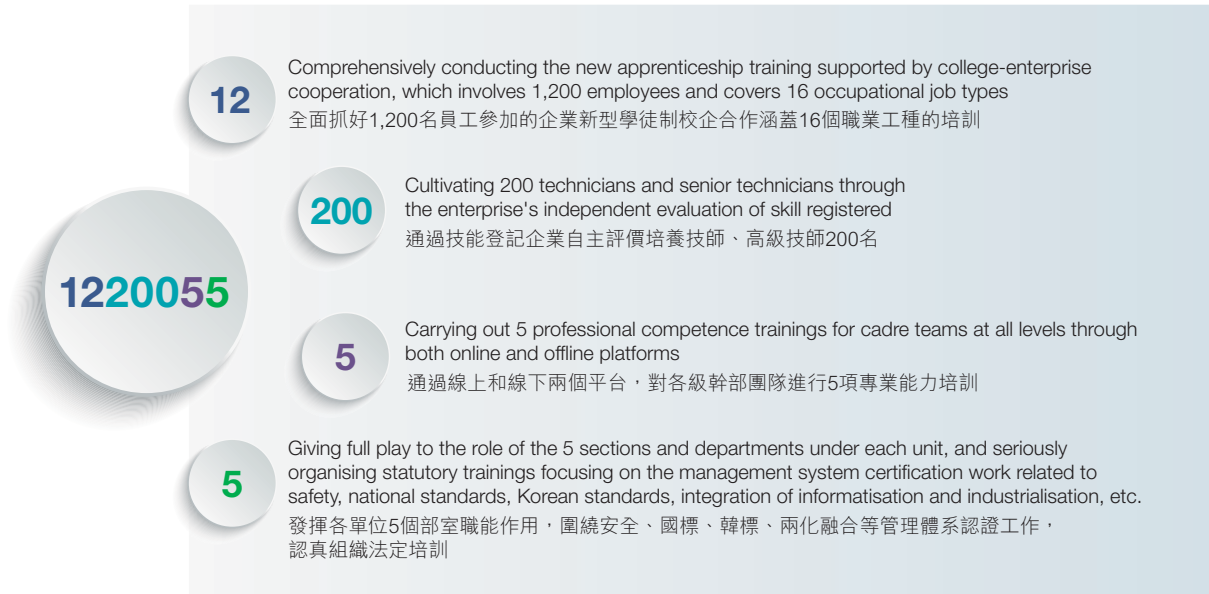 12
Comprehensively conducting the new apprenticeship training supported by college-enterprise
cooperation, which involves 1,200 employees and covers 16 occupational job types
全面抓好1,200名員工參加的企業新型學徒制校企合作涵蓋16個職業工種的培訓
200
Cultivating 200 technicians and senior technicians through
the enterprise's independent evaluation of skill registered
通過技能登記企業自主評價培養技師、高級技師200名
1220055
5
Carrying out 5 professional competence trainings for cadre teams at all levels through
both online and offline platforms
通過線上和線下兩個平台，對各級幹部團隊進行5項專業能力培訓
5
Giving full play to the role of the 5 sections and departments under each unit, and seriously
organising statutory trainings focusing on the management system certification work related to
safety, national standards, Korean standards, integration of informatisation and industrialisation, etc.
發揮各單位5個部室職能作用，圍繞安全、國標、韓標、兩化融合等管理體系認證工作，
認真組織法定培訓